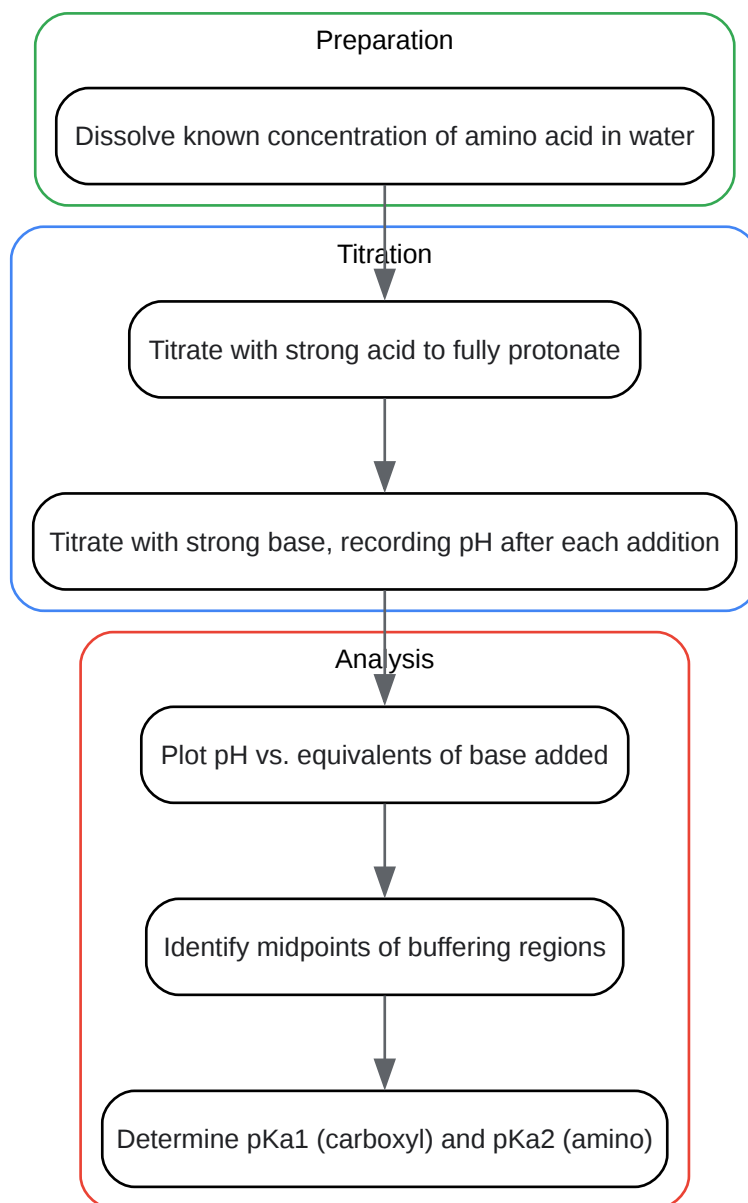 Preparation
Dissolve known concentration of amino acid in water
Titration
Titrate with strong acid to fully protonate
Titrate with strong base, recording pH after each addition
Analysis
Plot pH vs. equivalents of base added
Identify midpoints of buffering regions
Determine pKa1 (carboxyl) and pKa2 (amino)